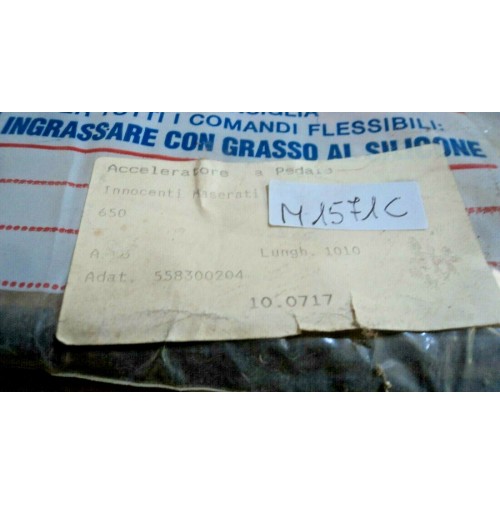 TUTTI I COMANDI FLESSIBILI:
INGRASSARE CON GRASSO AL SILICONE
Acceleratore a Pedale
Innocenti Maserati
M1571C
650
Lungh. 1010
Adat. 558300204
10.0717